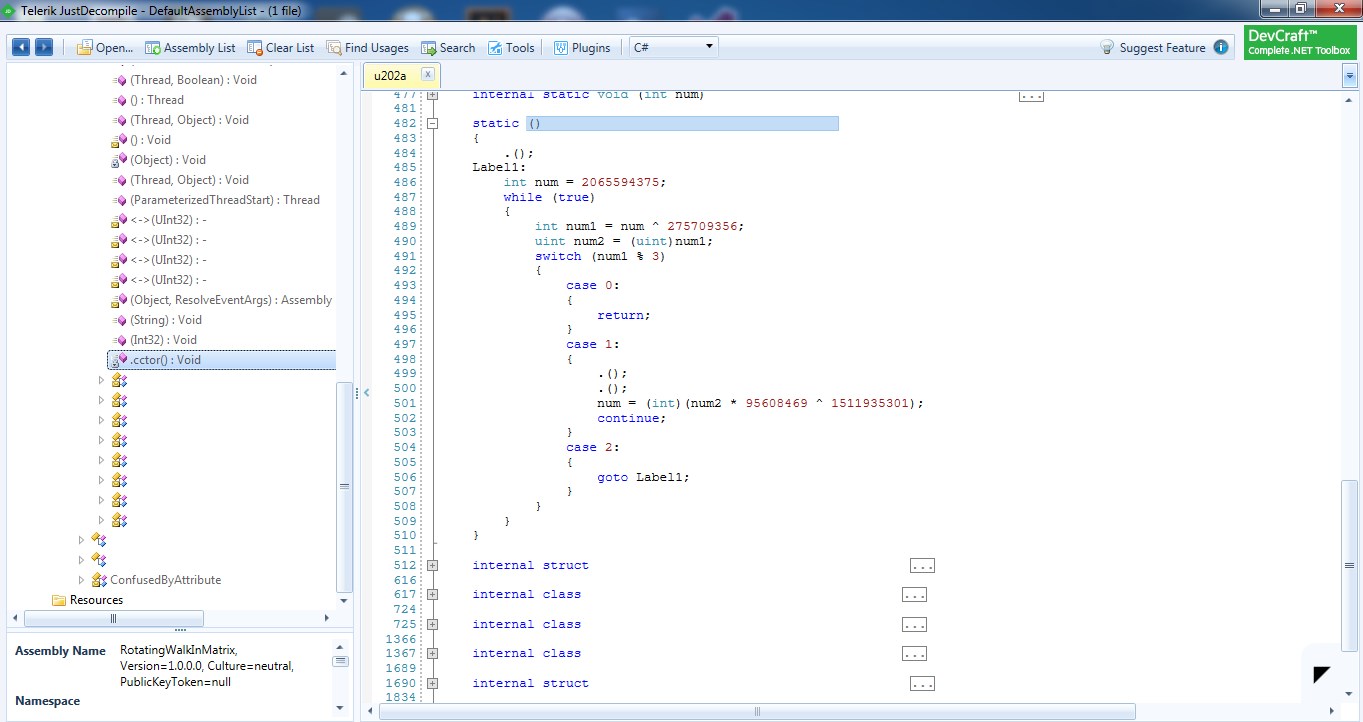 Telerik JustDecompile - DefaultAssemblyList - (1 file)
Open... Assembly List Clear List Find Usages Search Tools Plugins C# Suggest Feature
DevCraft™
Complete .NET Toolbox
(Thread, Boolean) : Void
() : Thread
(Thread, Object) : Void
() : Void
(Object) : Void
(Thread, Object) : Void
(ParameterizedThreadStart) : Thread
<->(UInt32) : -
<->(UInt32) : -
<->(UInt32) : -
<->(UInt32) : -
(Object, ResolveEventArgs) : Assembly
(String) : Void
(Int32) : Void
.cctor() : Void
ConfusedByAttribute
Resources
Assembly Name RotatingWalkInMatrix,
Version=1.0.0.0, Culture=neutral,
PublicKeyToken=null
Namespace
u202a x
477 internal static void (int num) ...
481
482 static ()
483 {
484 .();
485 Label1:
486 int num = 2065594375;
487 while (true)
488 {
489 int num1 = num ^ 275709356;
490 uint num2 = (uint)num1;
491 switch (num1 % 3)
492 {
493 case 0:
494 {
495 return;
496 }
497 case 1:
498 {
499 .();
500 .();
501 num = (int)(num2 * 95608469 ^ 1511935301);
502 continue;
503 }
504 case 2:
505 {
506 goto Label1;
507 }
508 }
509 }
510 }
511
512 internal struct ...
616
617 internal class ...
724
725 internal class ...
1366
1367 internal class ...
1689
1690 internal struct ...
1834